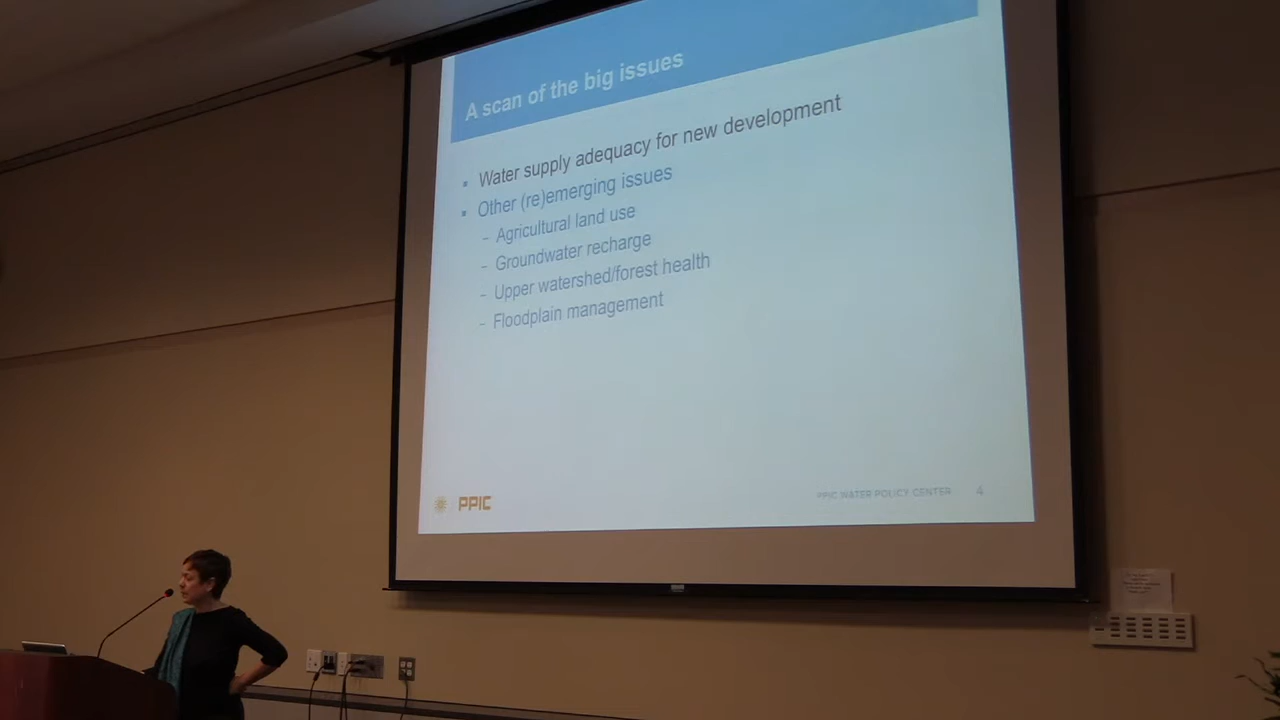 A scan of the big issues
▪ Water supply adequacy for new development
▪ Other (re)emerging issues
– Agricultural land use
– Groundwater recharge
– Upper watershed/forest health
– Floodplain management
PPIC
PPIC WATER POLICY CENTER 4